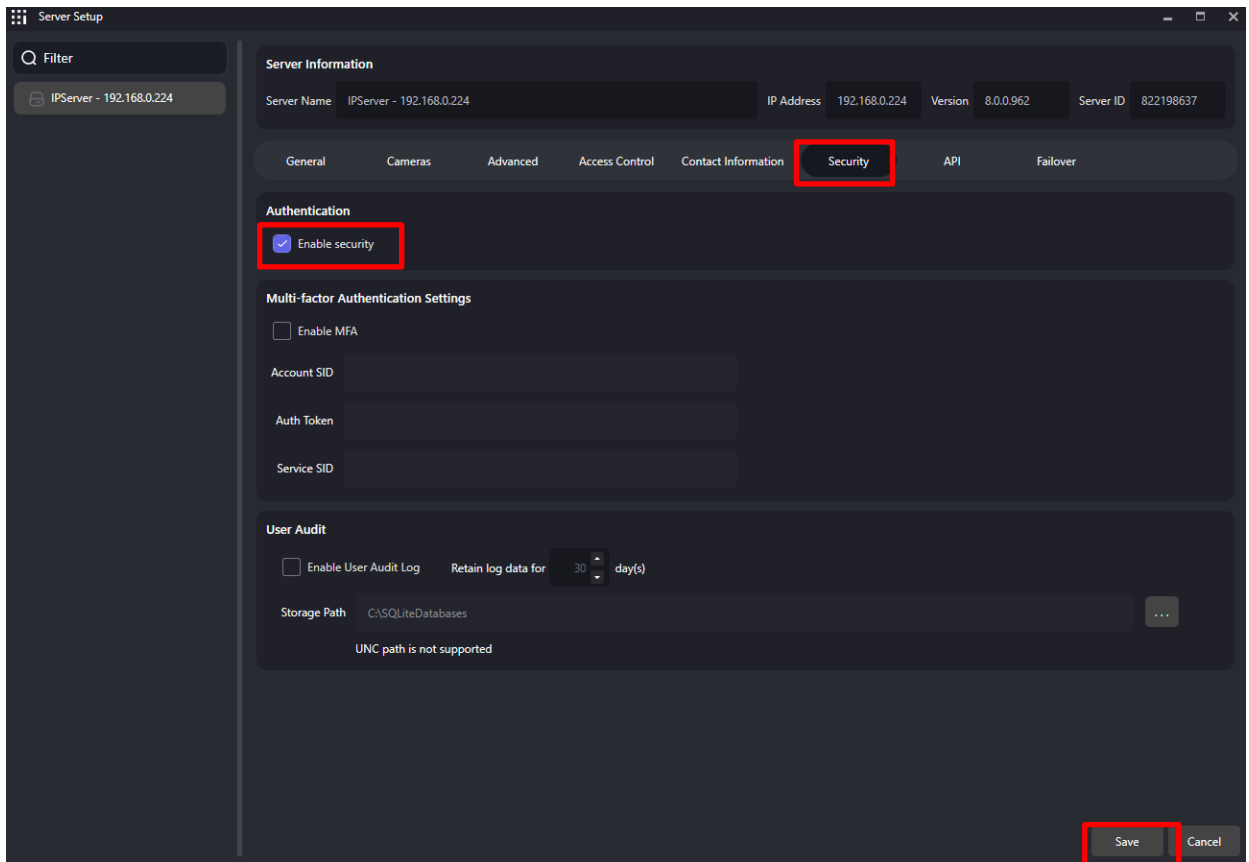 Server Setup
Filter
IPServer - 192.168.0.224
Server Information
Server Name IPServer - 192.168.0.224 IP Address 192.168.0.224 Version 8.0.0.962 Server ID 822198637
General Cameras Advanced Access Control Contact Information Security API Failover
Authentication
Enable security
Multi-factor Authentication Settings
Enable MFA
Account SID
Auth Token
Service SID
User Audit
Enable User Audit Log Retain log data for 30 day(s)
Storage Path C:\SQLiteDatabases ...
UNC path is not supported
Save Cancel